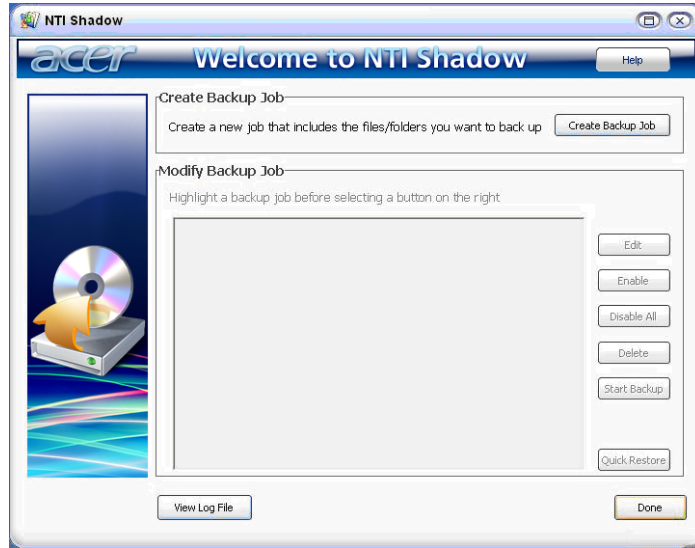 NTI Shadow
acer
Welcome to NTI Shadow
Help
Create Backup Job
Create a new job that includes the files/folders you want to back up
Create Backup Job
Modify Backup Job
Highlight a backup job before selecting a button on the right
Edit
Enable
Disable All
Delete
Start Backup
Quick Restore
View Log File
Done